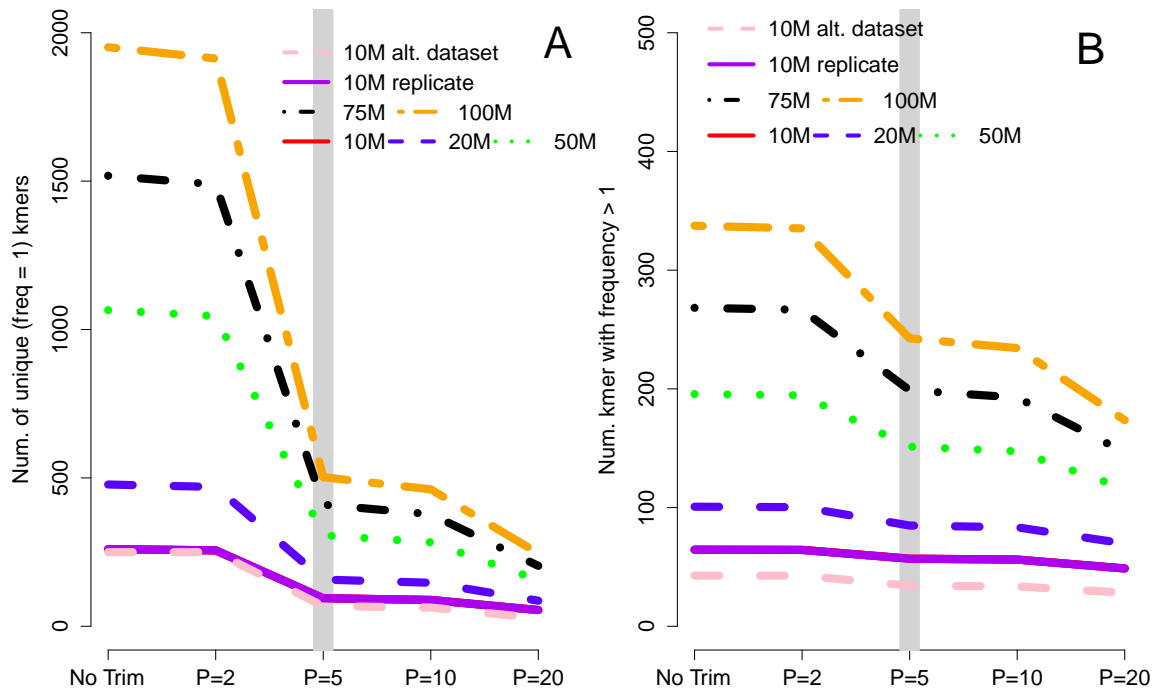 A
Num. of unique (freq = 1) kmers
2000
1500
1000
500
0
10M alt. dataset
10M replicate
75M 100M
10M 20M 50M
No Trim P=2 P=5 P=10 P=20
B
Num. kmer with frequency > 1
500
400
300
200
100
0
10M alt. dataset
10M replicate
75M 100M
10M 20M 50M
No Trim P=2 P=5 P=10 P=20